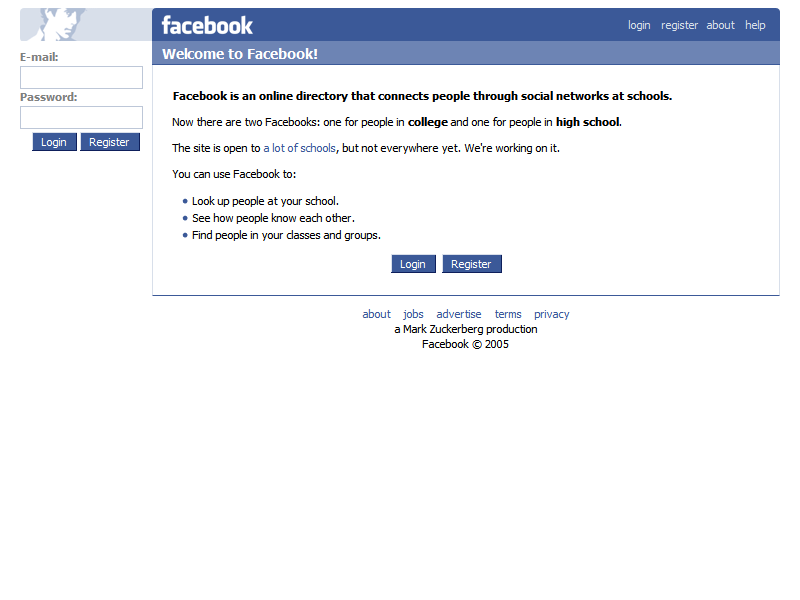 facebook
login register about help
Welcome to Facebook!
E-mail:
Password:
Login Register
Facebook is an online directory that connects people through social networks at schools.
Now there are two Facebooks: one for people in college and one for people in high school.
The site is open to a lot of schools, but not everywhere yet. We're working on it.
You can use Facebook to:
• Look up people at your school.
• See how people know each other.
• Find people in your classes and groups.
Login Register
about jobs advertise terms privacy
a Mark Zuckerberg production
Facebook © 2005